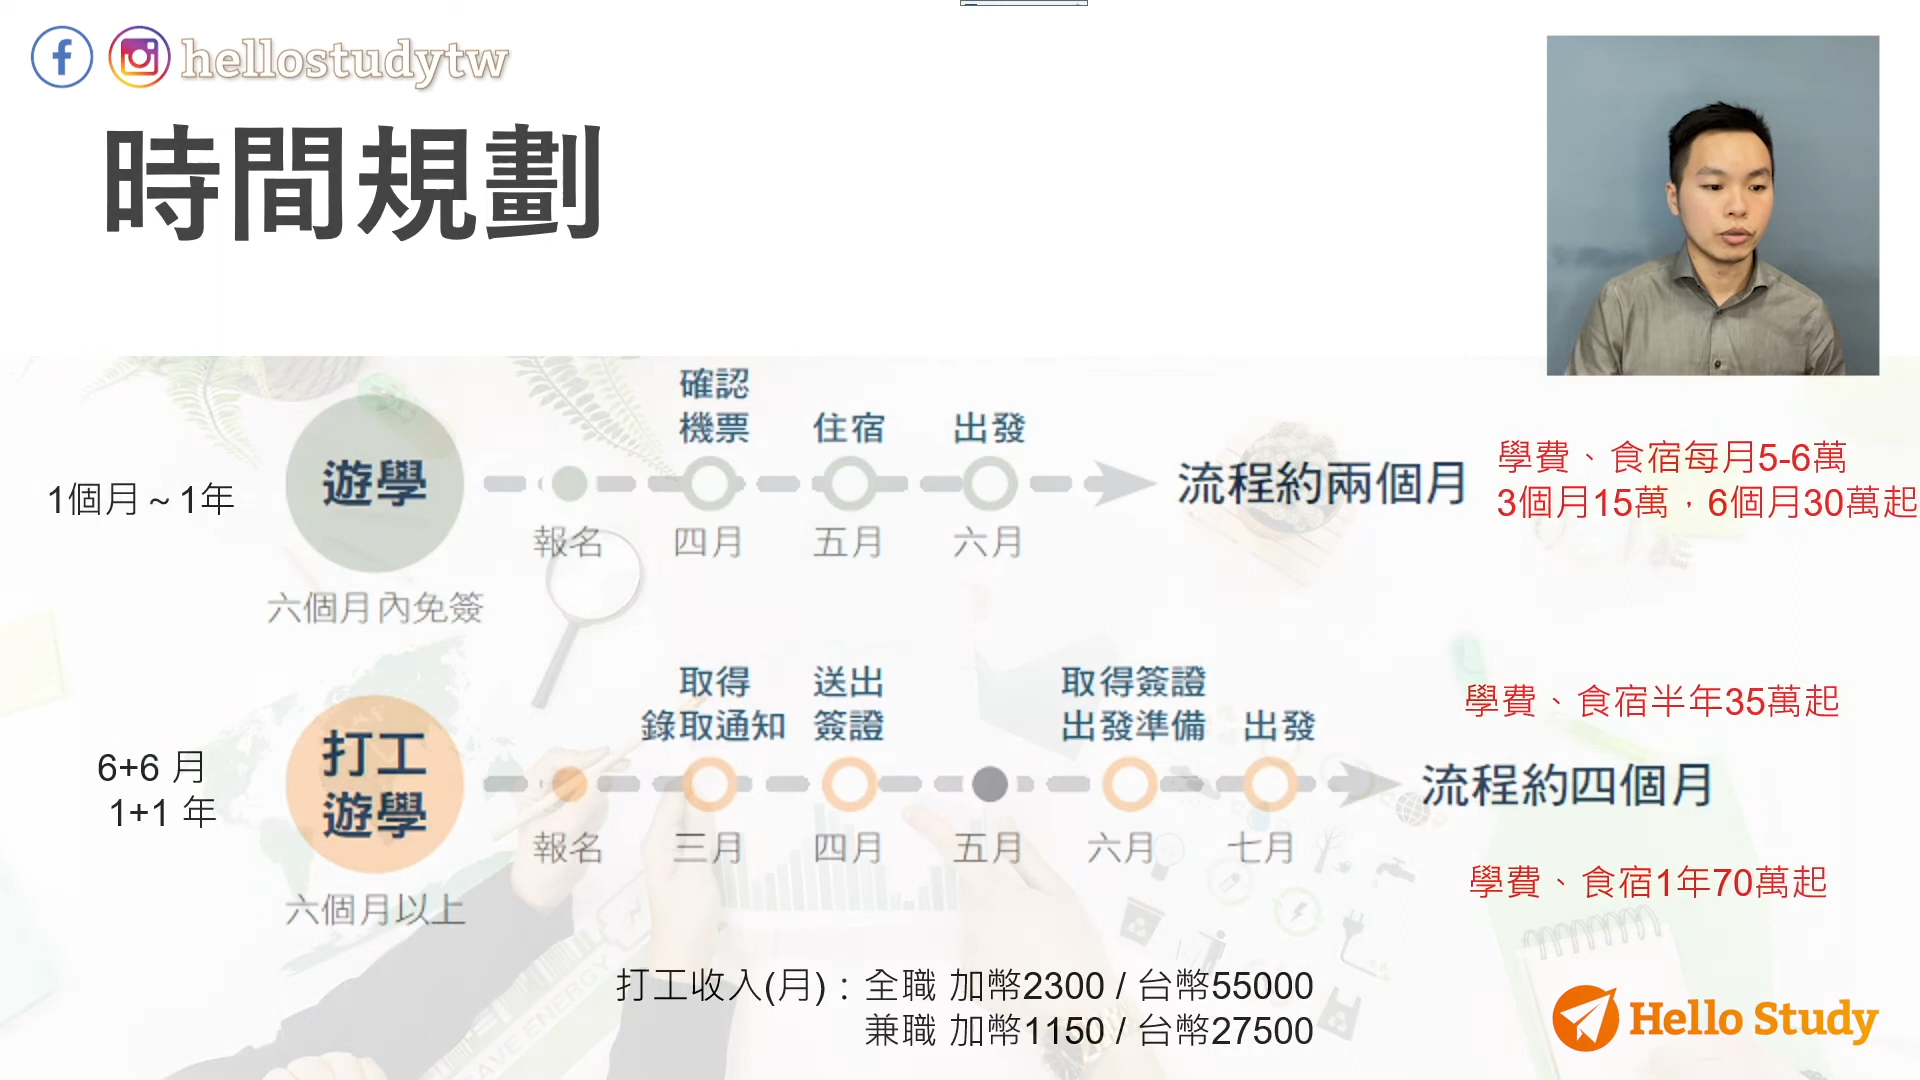 hellostudytw
時間規劃
1個月 ~ 1年
遊學
六個月內免簽
確認
機票
住宿
出發
報名
四月
五月
六月
流程約兩個月
學費、食宿每月5-6萬
3個月15萬，6個月30萬起
6+6 月
1+1 年
打工
遊學
六個月以上
取得
錄取通知
送出
簽證
取得簽證
出發準備
出發
報名
三月
四月
五月
六月
七月
流程約四個月
學費、食宿半年35萬起
學費、食宿1年70萬起
打工收入(月)：全職 加幣2300 / 台幣55000
兼職 加幣1150 / 台幣27500
Hello Study